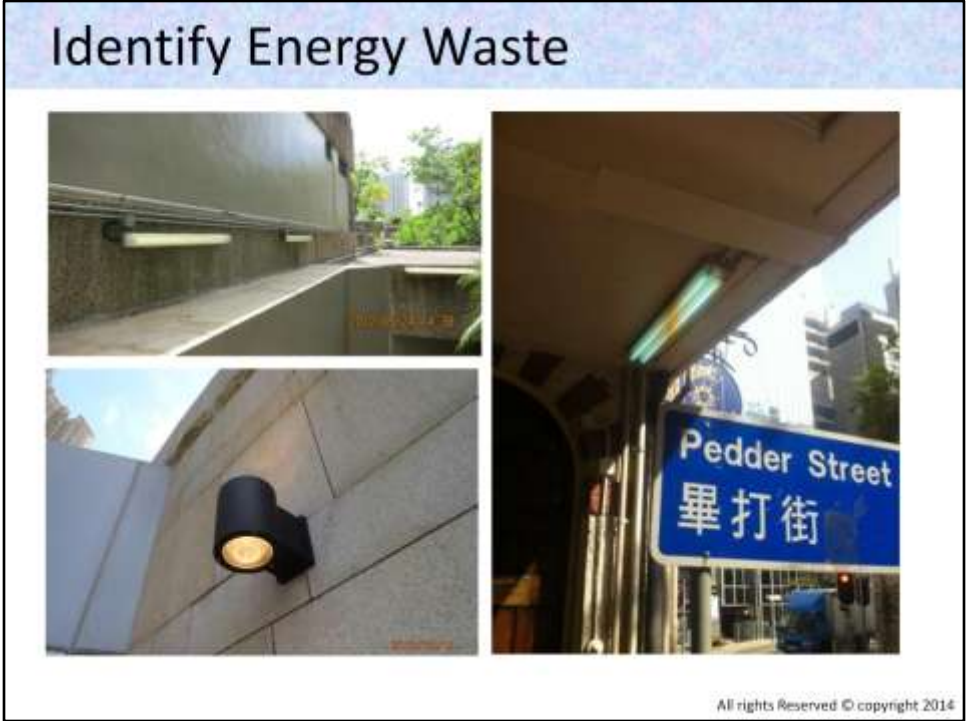 Identify Energy Waste
Pedder Street
畢打街
All rights Reserved © copyright 2014